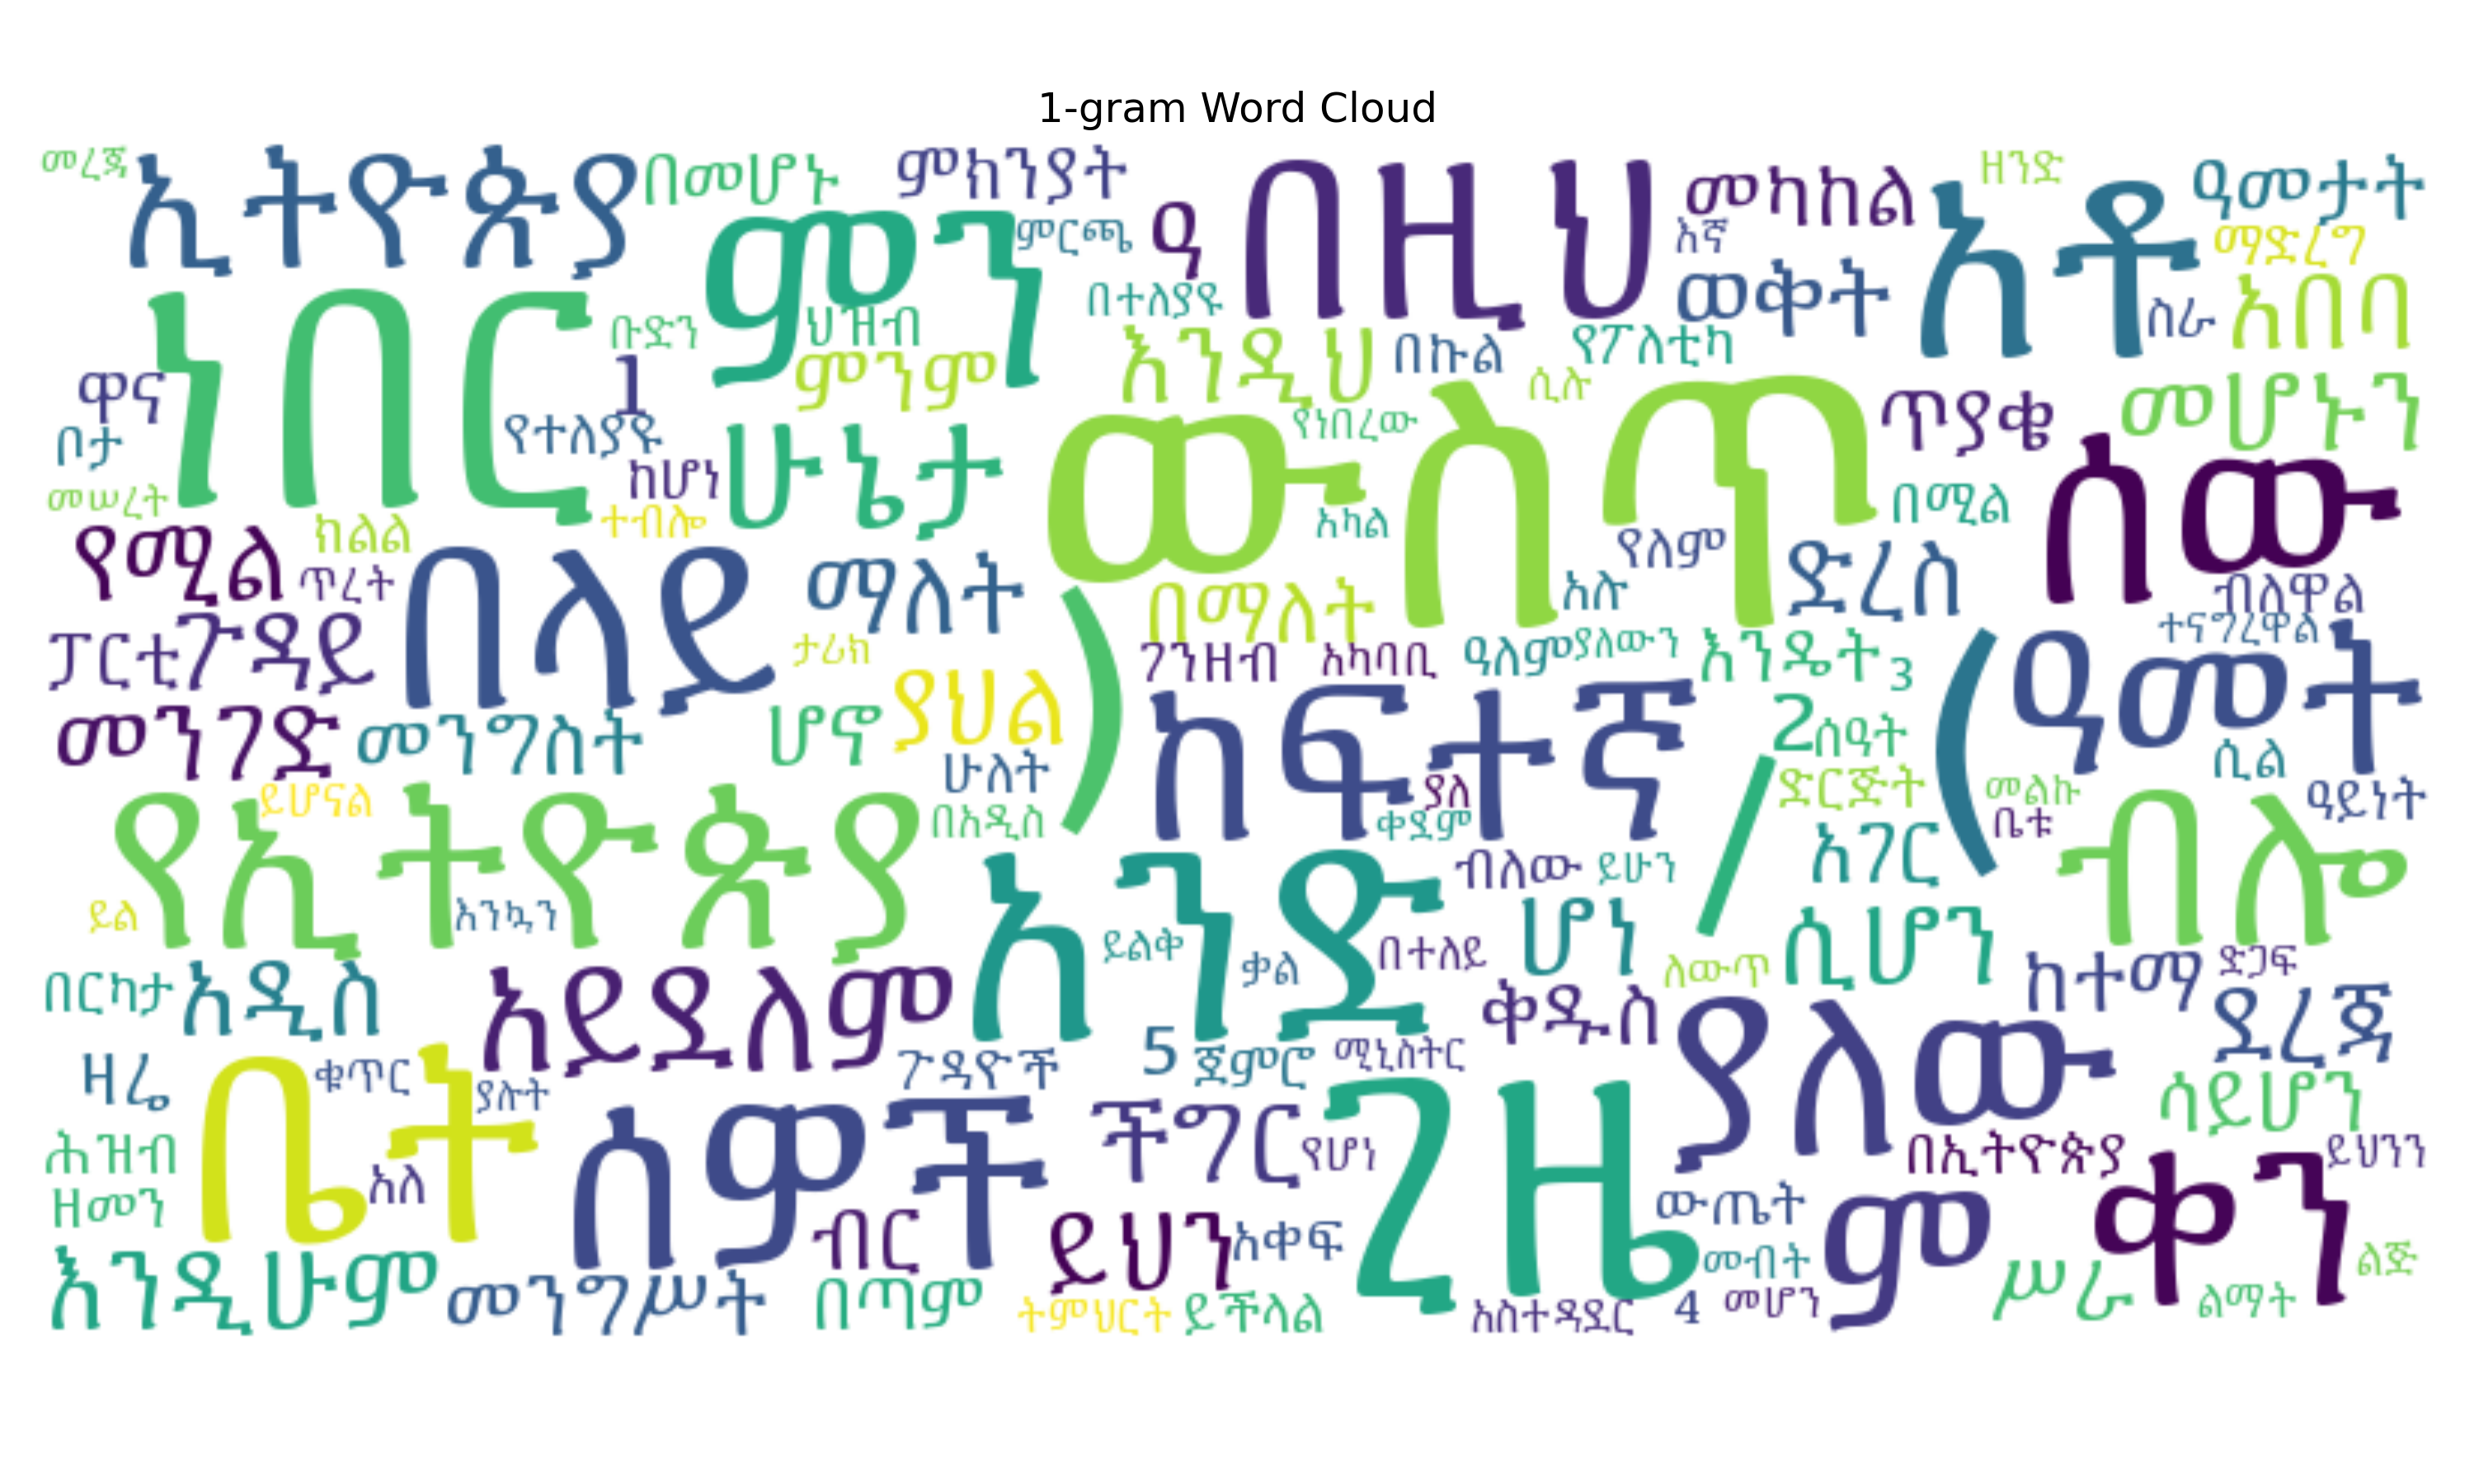 1-gram Word Cloud
መረጃ ኢትዮጵያ በመሆኑ ምክንያት ዋ በዚህ መካከል ዘንድ ዓመታት
ምን ምርጫ እኛ አቶ ማድረግ
ነበር ቡድን ህዝብ በተለያዩ ወቅት ስራ አበባ
ዋና 1 ምንም እንዲህ በኩል የፖለቲካ
ቦታ የተለያዩ ሁኔታ ውስጥ የነበረው ሲሉ ጥያቄ መሆኑን
መሠረት ከሆነ ተብሎ አካል በሚል ሰው
የሚል ክልል ጥረት በላይ ማለት በማለት አሉ የለም ድረስ ብለዋል
ፓርቲ ጉዳይ ታሪክ ) ገንዘብ አካባቢ ዓለም ያለውን እንዴት 3 ( ዓመት ተናግረዋል
መንገድ መንግስት ሆኖ ያህል ከፍተኛ 2 ሰዓት ሲል
ይሆናል ሁለት ያለ / ድርጅት መልኩ ዓይነት
የኢትዮጵያ በአዲስ ቀደም አገር ቤቱ ብሎ
ይል እንኳን አንድ ብለው ይሁን
በርካታ አዲስ አይደለም ይልቅ ቃል በተለይ ሆነ ለውጥ ሲሆን ከተማ ድጋፍ
ዛሬ ቤት ቁጥር ያሉት ጉዳዮች 5 ጀምሮ ሚኒስትር ቅዱስ ያለው ደረጃ
ሕዝብ አለ ሰዎች ችግር የሆነ ጊዜ በኢትዮጵያ ሳይሆን ይህንን
ዘመን ብር ይህን አቀፍ ውጤት ም ቀን
እንዲሁም መንግሥት በጣም ትምህርት ይችላል አስተዳደር 4 መብት መሆን ሥራ ልማት ልጅ